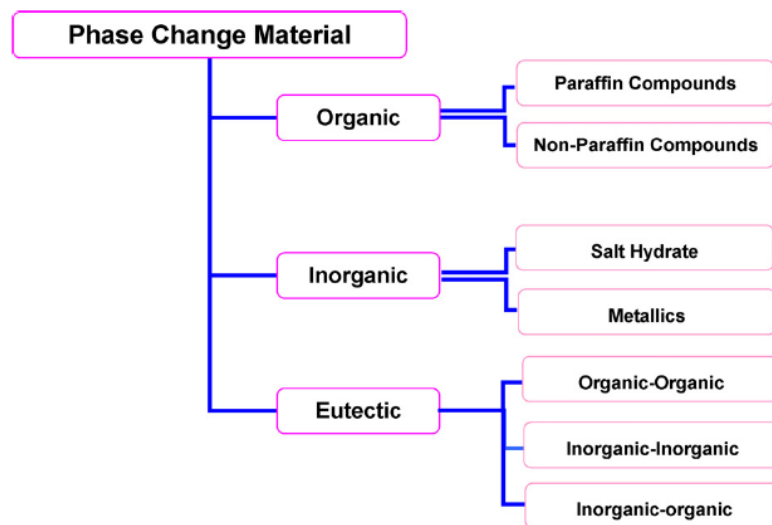 Phase Change Material
Organic
Paraffin Compounds
Non-Paraffin Compounds
Inorganic
Salt Hydrate
Metallics
Eutectic
Organic-Organic
Inorganic-Inorganic
Inorganic-organic